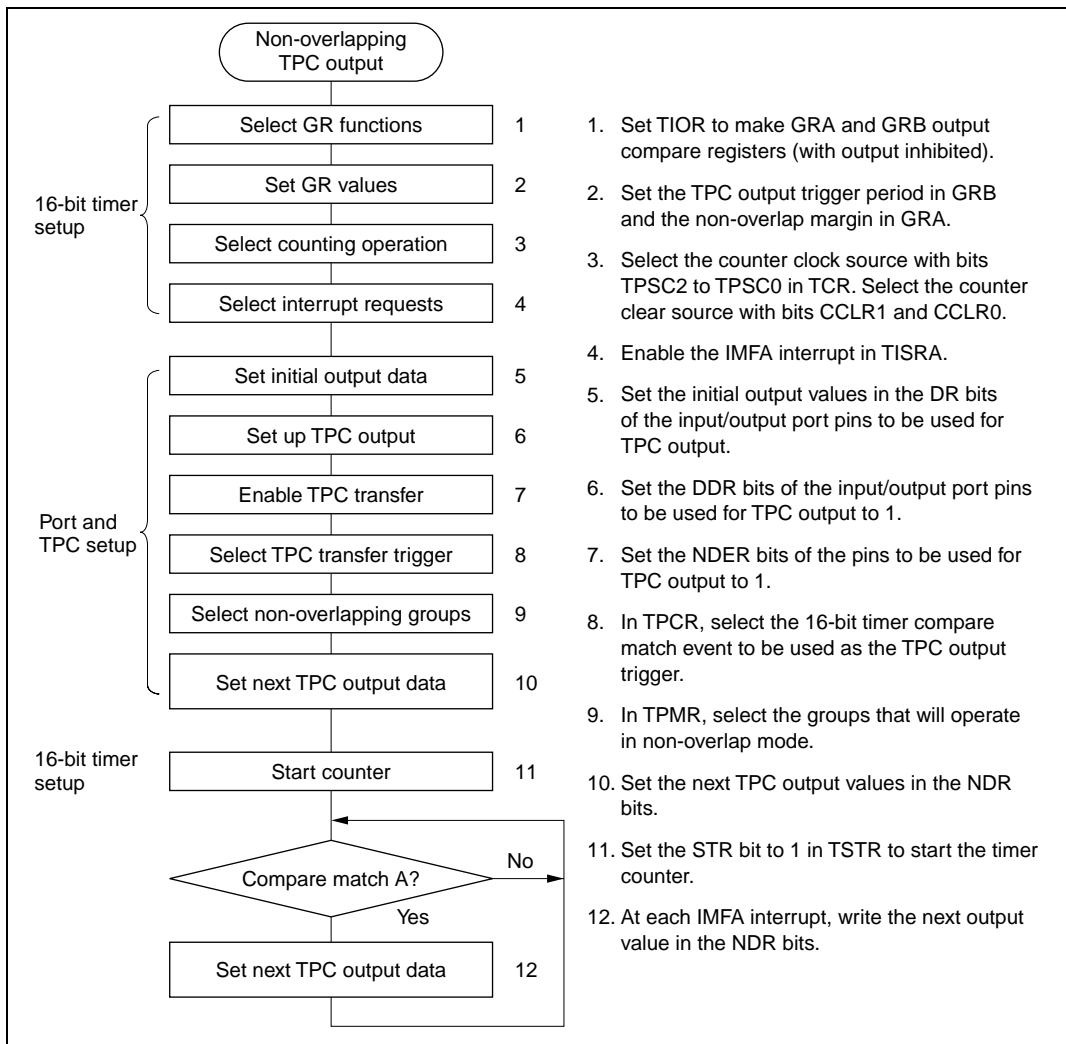 Non-overlapping
TPC output
16-bit timer
setup
Select GR functions 1
Set GR values 2
Select counting operation 3
Select interrupt requests 4
Port and
TPC setup
Set initial output data 5
Set up TPC output 6
Enable TPC transfer 7
Select TPC transfer trigger 8
Select non-overlapping groups 9
Set next TPC output data 10
16-bit timer
setup
Start counter 11
Compare match A?
No
Yes
Set next TPC output data 12
1. Set TIOR to make GRA and GRB output
compare registers (with output inhibited).
2. Set the TPC output trigger period in GRB
and the non-overlap margin in GRA.
3. Select the counter clock source with bits
TPSC2 to TPSC0 in TCR. Select the counter
clear source with bits CCLR1 and CCLR0.
4. Enable the IMFA interrupt in TISRA.
5. Set the initial output values in the DR bits
of the input/output port pins to be used for
TPC output.
6. Set the DDR bits of the input/output port pins
to be used for TPC output to 1.
7. Set the NDER bits of the pins to be used for
TPC output to 1.
8. In TPCR, select the 16-bit timer compare
match event to be used as the TPC output
trigger.
9. In TPMR, select the groups that will operate
in non-overlap mode.
10. Set the next TPC output values in the NDR
bits.
11. Set the STR bit to 1 in TSTR to start the timer
counter.
12. At each IMFA interrupt, write the next output
value in the NDR bits.